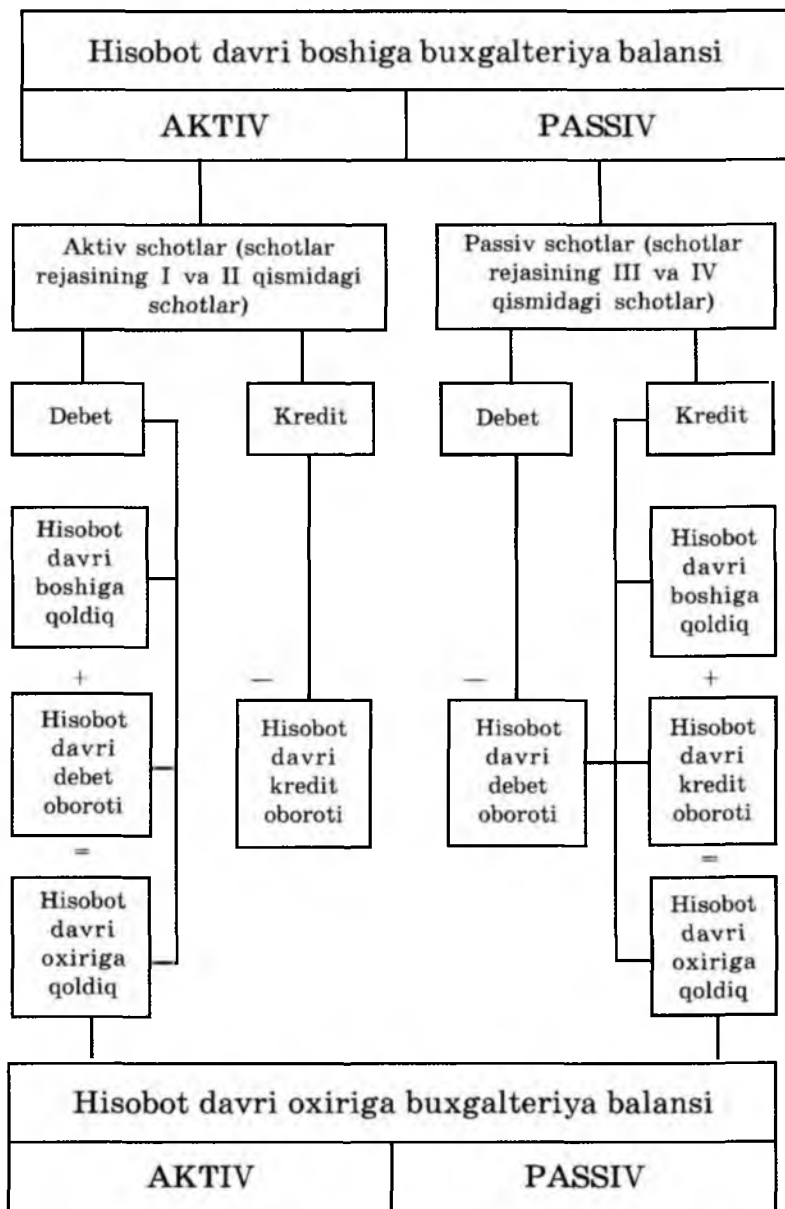 Hisobot davri boshiga buxgalteriya balansi
AKTIV
PASSIV
Aktiv schotlar (schotlar
rejasining I va II qismidagi
schotlar)
Passiv schotlar (schotlar
rejasining III va IV
qismidagi schotlar)
Debet
Kredit
Debet
Kredit
Hisobot
davri
boshiga
qoldiq
+
Hisobot
davri
debet
oboroti
=
Hisobot
davri
oxiriga
qoldiq
—
Hisobot
davri
kredit
oboroti
—
Hisobot
davri
debet
oboroti
Hisobot
davri
boshiga
qoldiq
+
Hisobot
davri
kredit
oboroti
=
Hisobot
davri
oxiriga
qoldiq
Hisobot davri oxiriga buxgalteriya balansi
AKTIV
PASSIV